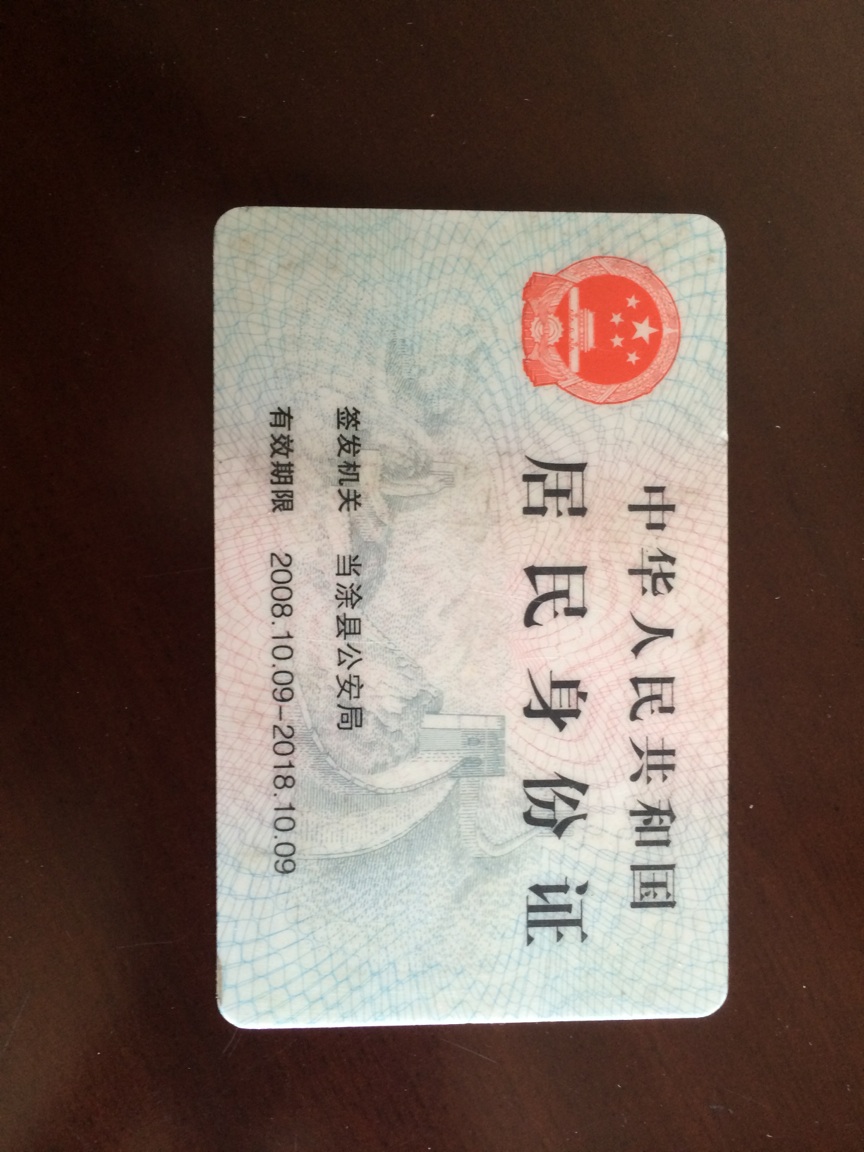 中华人民共和国
居民身份证
签发机关 当涂县公安局
有效期限 2008.10.09-2018.10.09